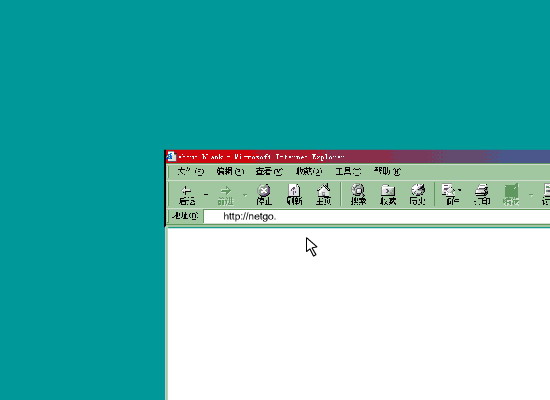 about:blank - Microsoft Internet Explorer
文件(F) 编辑(E) 查看(V) 收藏(A) 工具(T) 帮助(H)
后退 前进 停止 刷新 主页 搜索 收藏 历史 邮件 打印 编辑
地址(D) http://netgo.